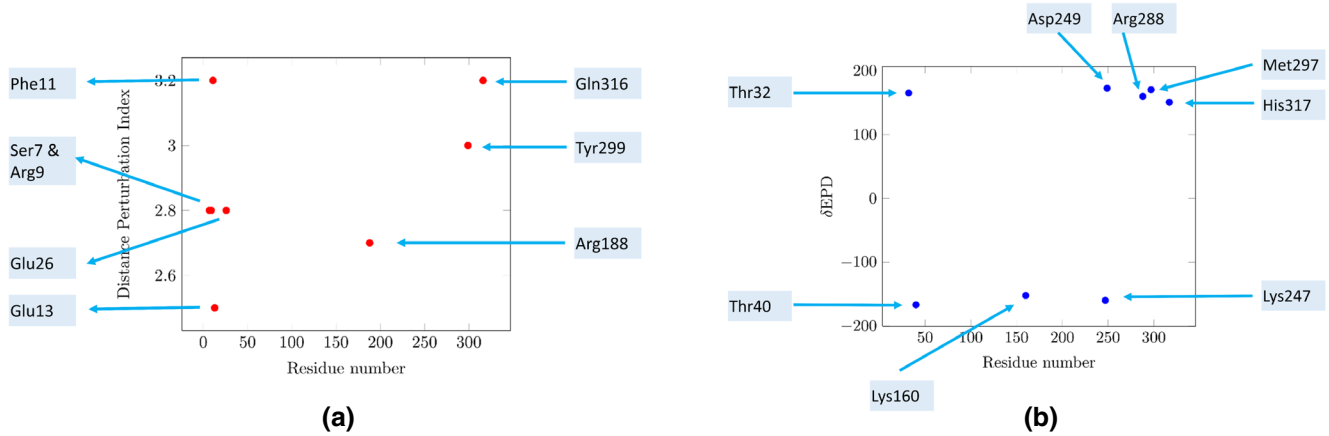 Phe11
Ser7 &
Arg9
Glu26
Glu13
Distance Perturbation Index
3.2
3
2.8
2.6
0 50 100 150 200 250 300
Residue number
Gln316
Tyr299
Arg188
(a)
Asp249
Arg288
Thr32
Met297
His317
δEPD
200
100
0
−100
−200
50 100 150 200 250 300
Residue number
Thr40
Lys247
Lys160
(b)